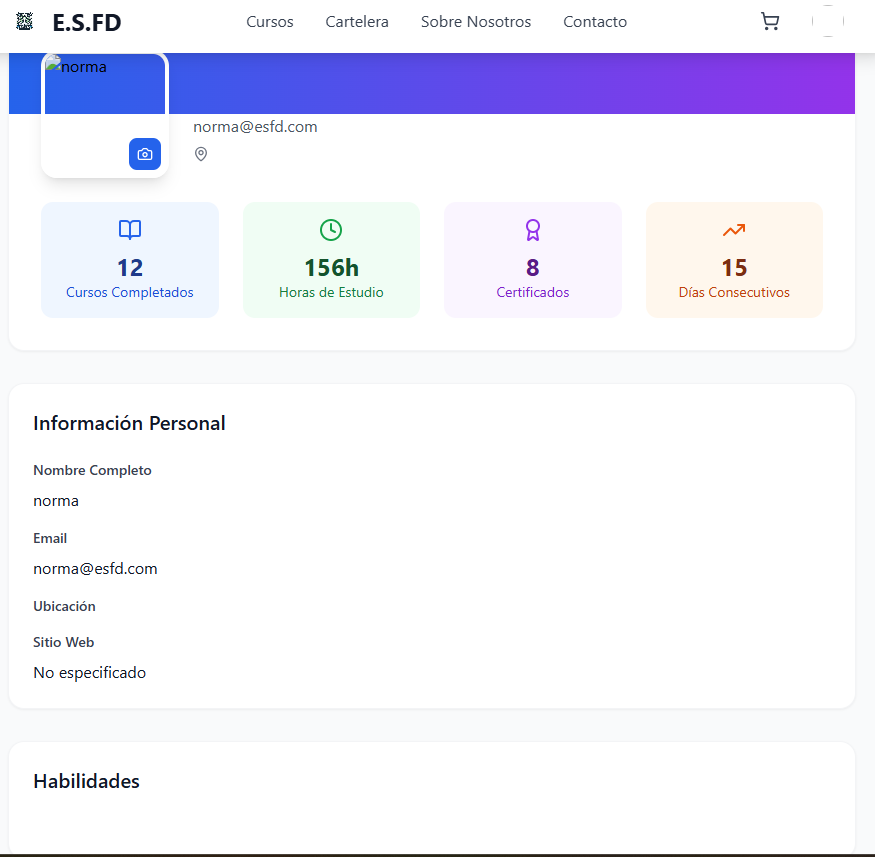 E.S.FD
Cursos
Cartelera
Sobre Nosotros
Contacto
norma
norma@esfd.com
12
Cursos Completados
156h
Horas de Estudio
8
Certificados
15
Días Consecutivos
Información Personal
Nombre Completo
norma
Email
norma@esfd.com
Ubicación
Sitio Web
No especificado
Habilidades